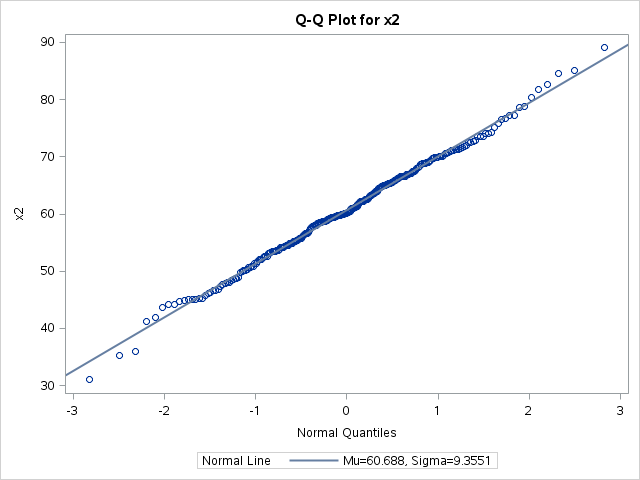 Q-Q Plot for x2
90
80
70
60
50
40
30
x2
-3 -2 -1 0 1 2 3
Normal Quantiles
Normal Line Mu=60.688, Sigma=9.3551